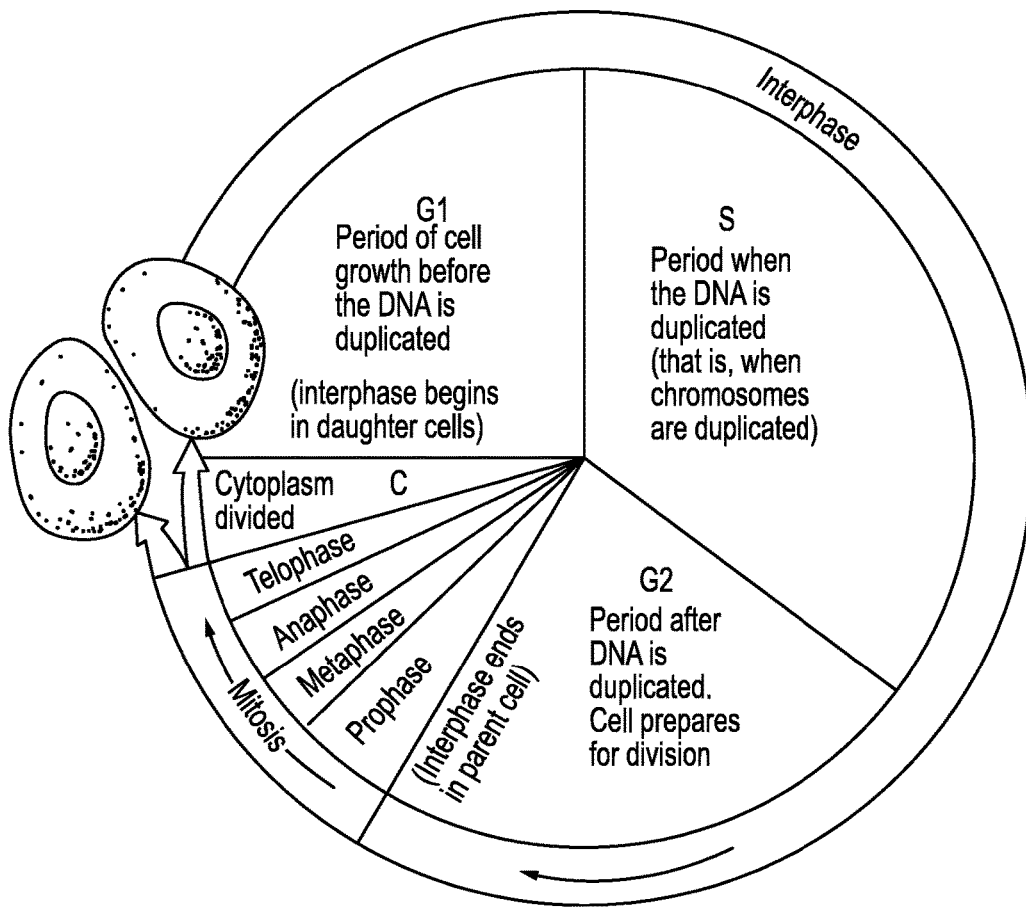 Interphase
G1
Period of cell
growth before
the DNA is
duplicated
(interphase begins
in daughter cells)
S
Period when
the DNA is
duplicated
(that is, when
chromosomes
are duplicated)
G2
Period after
DNA is
duplicated.
Cell prepares
for division
(Interphase ends
in parent cell)
Prophase
Metaphase
Anaphase
Telophase
Cytoplasm C
divided
Mitosis